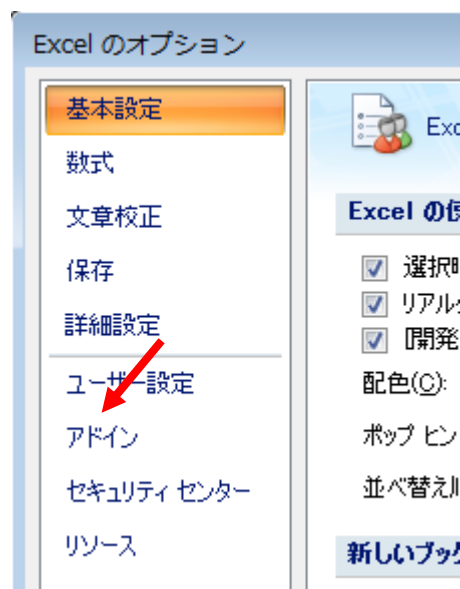 Excel のオプション
基本設定
数式
文章校正
保存
詳細設定
ユーザー設定
アドイン
セキュリティ センター
リソース
Exc
Excel の
選択
リアル
[開発
配色(C):
ポップ ヒン
並べ替え
新しいブック